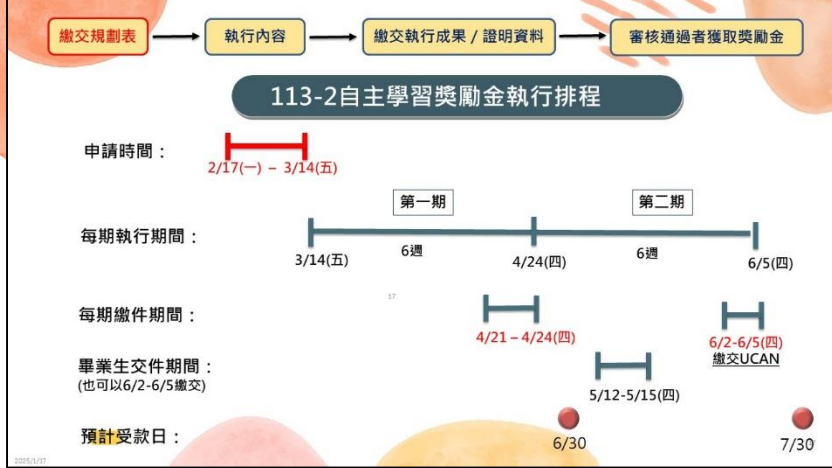 繳交規劃表 執行內容 繳交執行成果 / 證明資料 審核通過者獲取獎勵金
113-2自主學習獎勵金執行排程
申請時間：
2/17(一) – 3/14(五)
第一期 第二期
每期執行期間：
6週 6週
3/14(五) 4/24(四) 6/5(四)
17
每期繳件期間：
4/21 – 4/24(四) 6/2-6/5(四)
繳交UCAN
畢業生交件期間：
(也可以6/2-6/5繳交)
5/12-5/15(四)
預計受款日：
6/30 7/30
2025/1/17